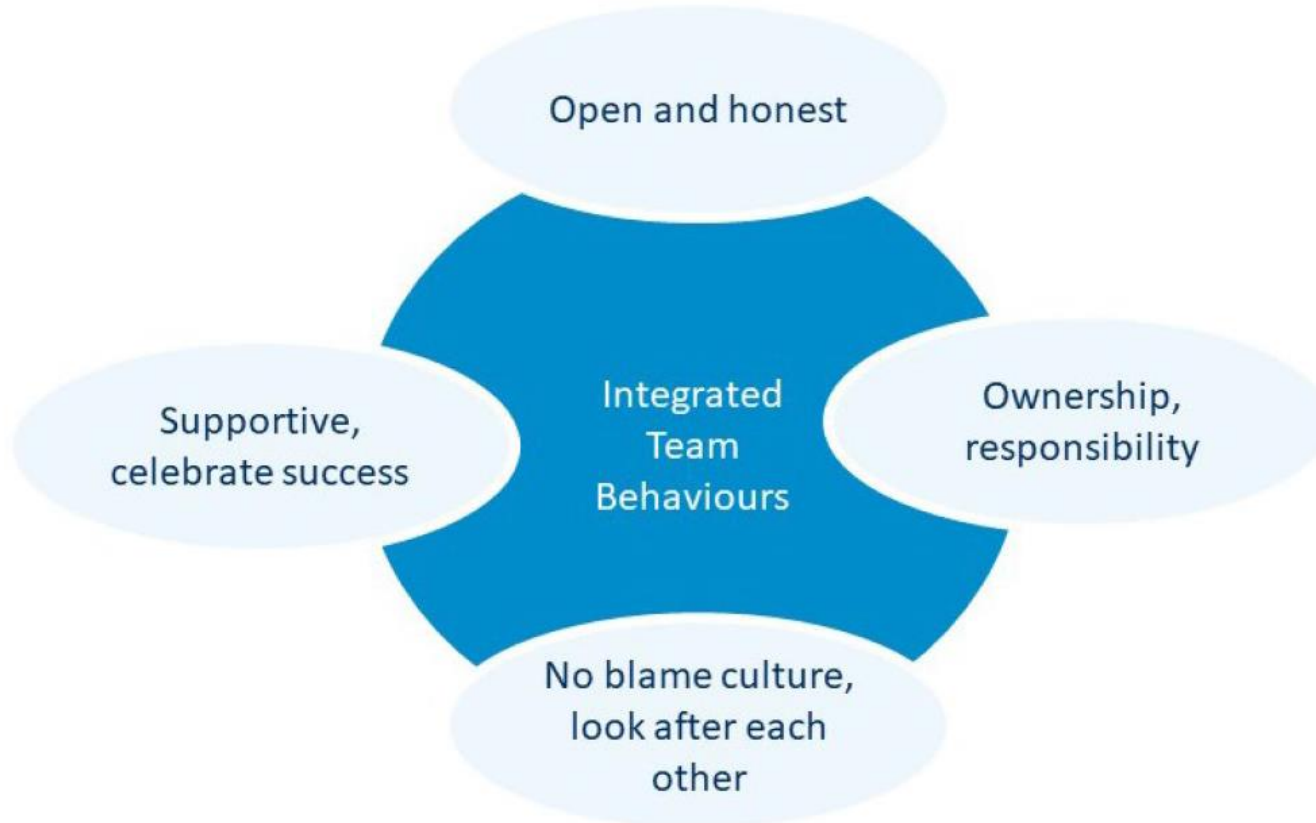 Open and honest
Supportive,
celebrate success
Integrated
Team
Behaviours
Ownership,
responsibility
No blame culture,
look after each
other